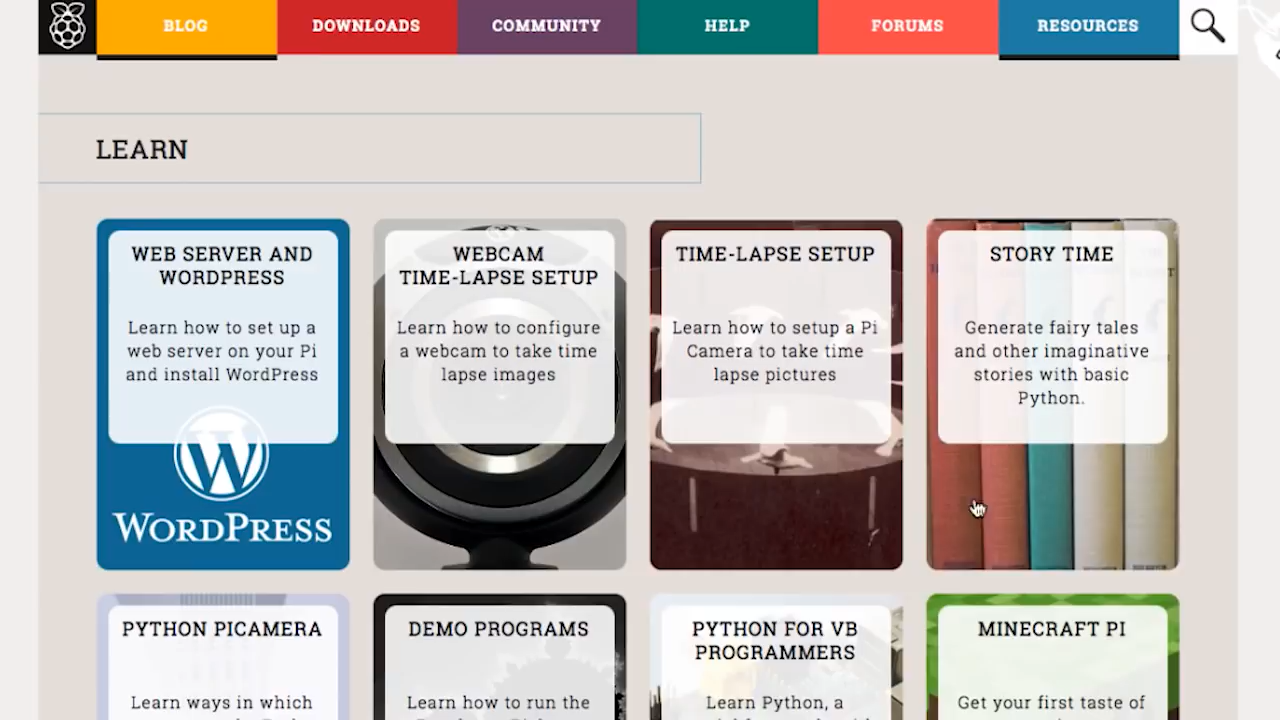 BLOG
DOWNLOADS
COMMUNITY
HELP
FORUMS
RESOURCES
LEARN
WEB SERVER AND
WORDPRESS
Learn how to set up a
web server on your Pi
and install WordPress
W
WORDPRESS
WEBCAM
TIME-LAPSE SETUP
Learn how to configure
a webcam to take time
lapse images
TIME-LAPSE SETUP
Learn how to setup a Pi
Camera to take time
lapse pictures
STORY TIME
Generate fairy tales
and other imaginative
stories with basic
Python.
PYTHON PICAMERA
Learn ways in which
DEMO PROGRAMS
Learn how to run the
PYTHON FOR VB
PROGRAMMERS
Learn Python, a
MINECRAFT PI
Get your first taste of